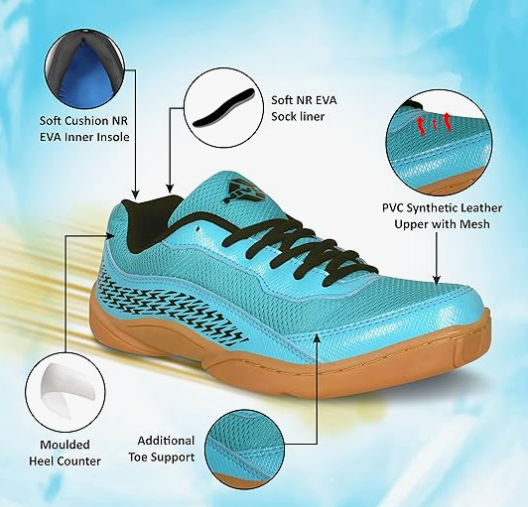 Soft Cushion NR
EVA Inner Insole
Soft NR EVA
Sock liner
PVC Synthetic Leather
Upper with Mesh
Moulded
Heel Counter
Additional
Toe Support